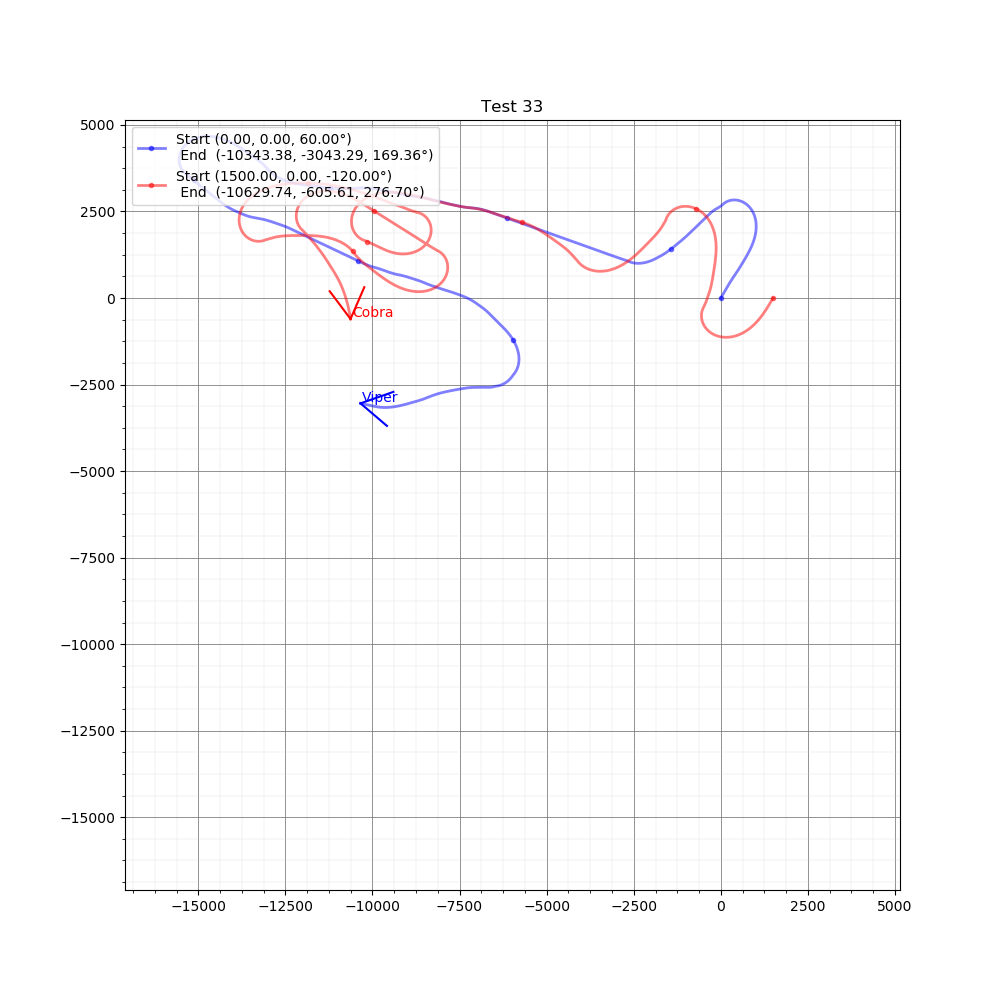 Test 33
Start (0.00, 0.00, 60.00°)
End  (-10343.38, -3043.29, 169.36°)
Start (1500.00, 0.00, -120.00°)
End  (-10629.74, -605.61, 276.70°)
5000
2500
0
−2500
−5000
−7500
−10000
−12500
−15000
Cobra
Viper
−15000 −12500 −10000 −7500 −5000 −2500 0 2500 5000